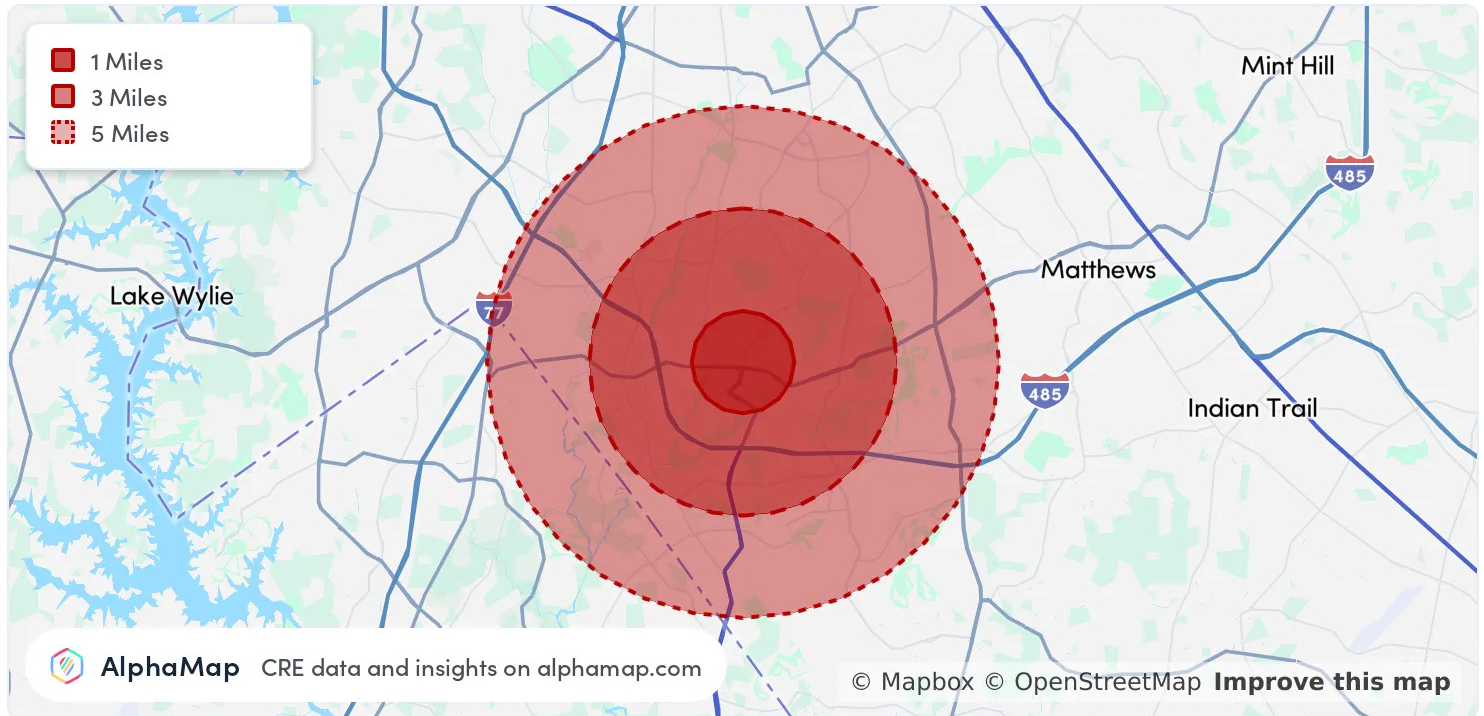 1 Miles
3 Miles
5 Miles
Mint Hill
485
Matthews
Lake Wylie
77
485
Indian Trail
AlphaMap CRE data and insights on alphamap.com
© Mapbox © OpenStreetMap Improve this map